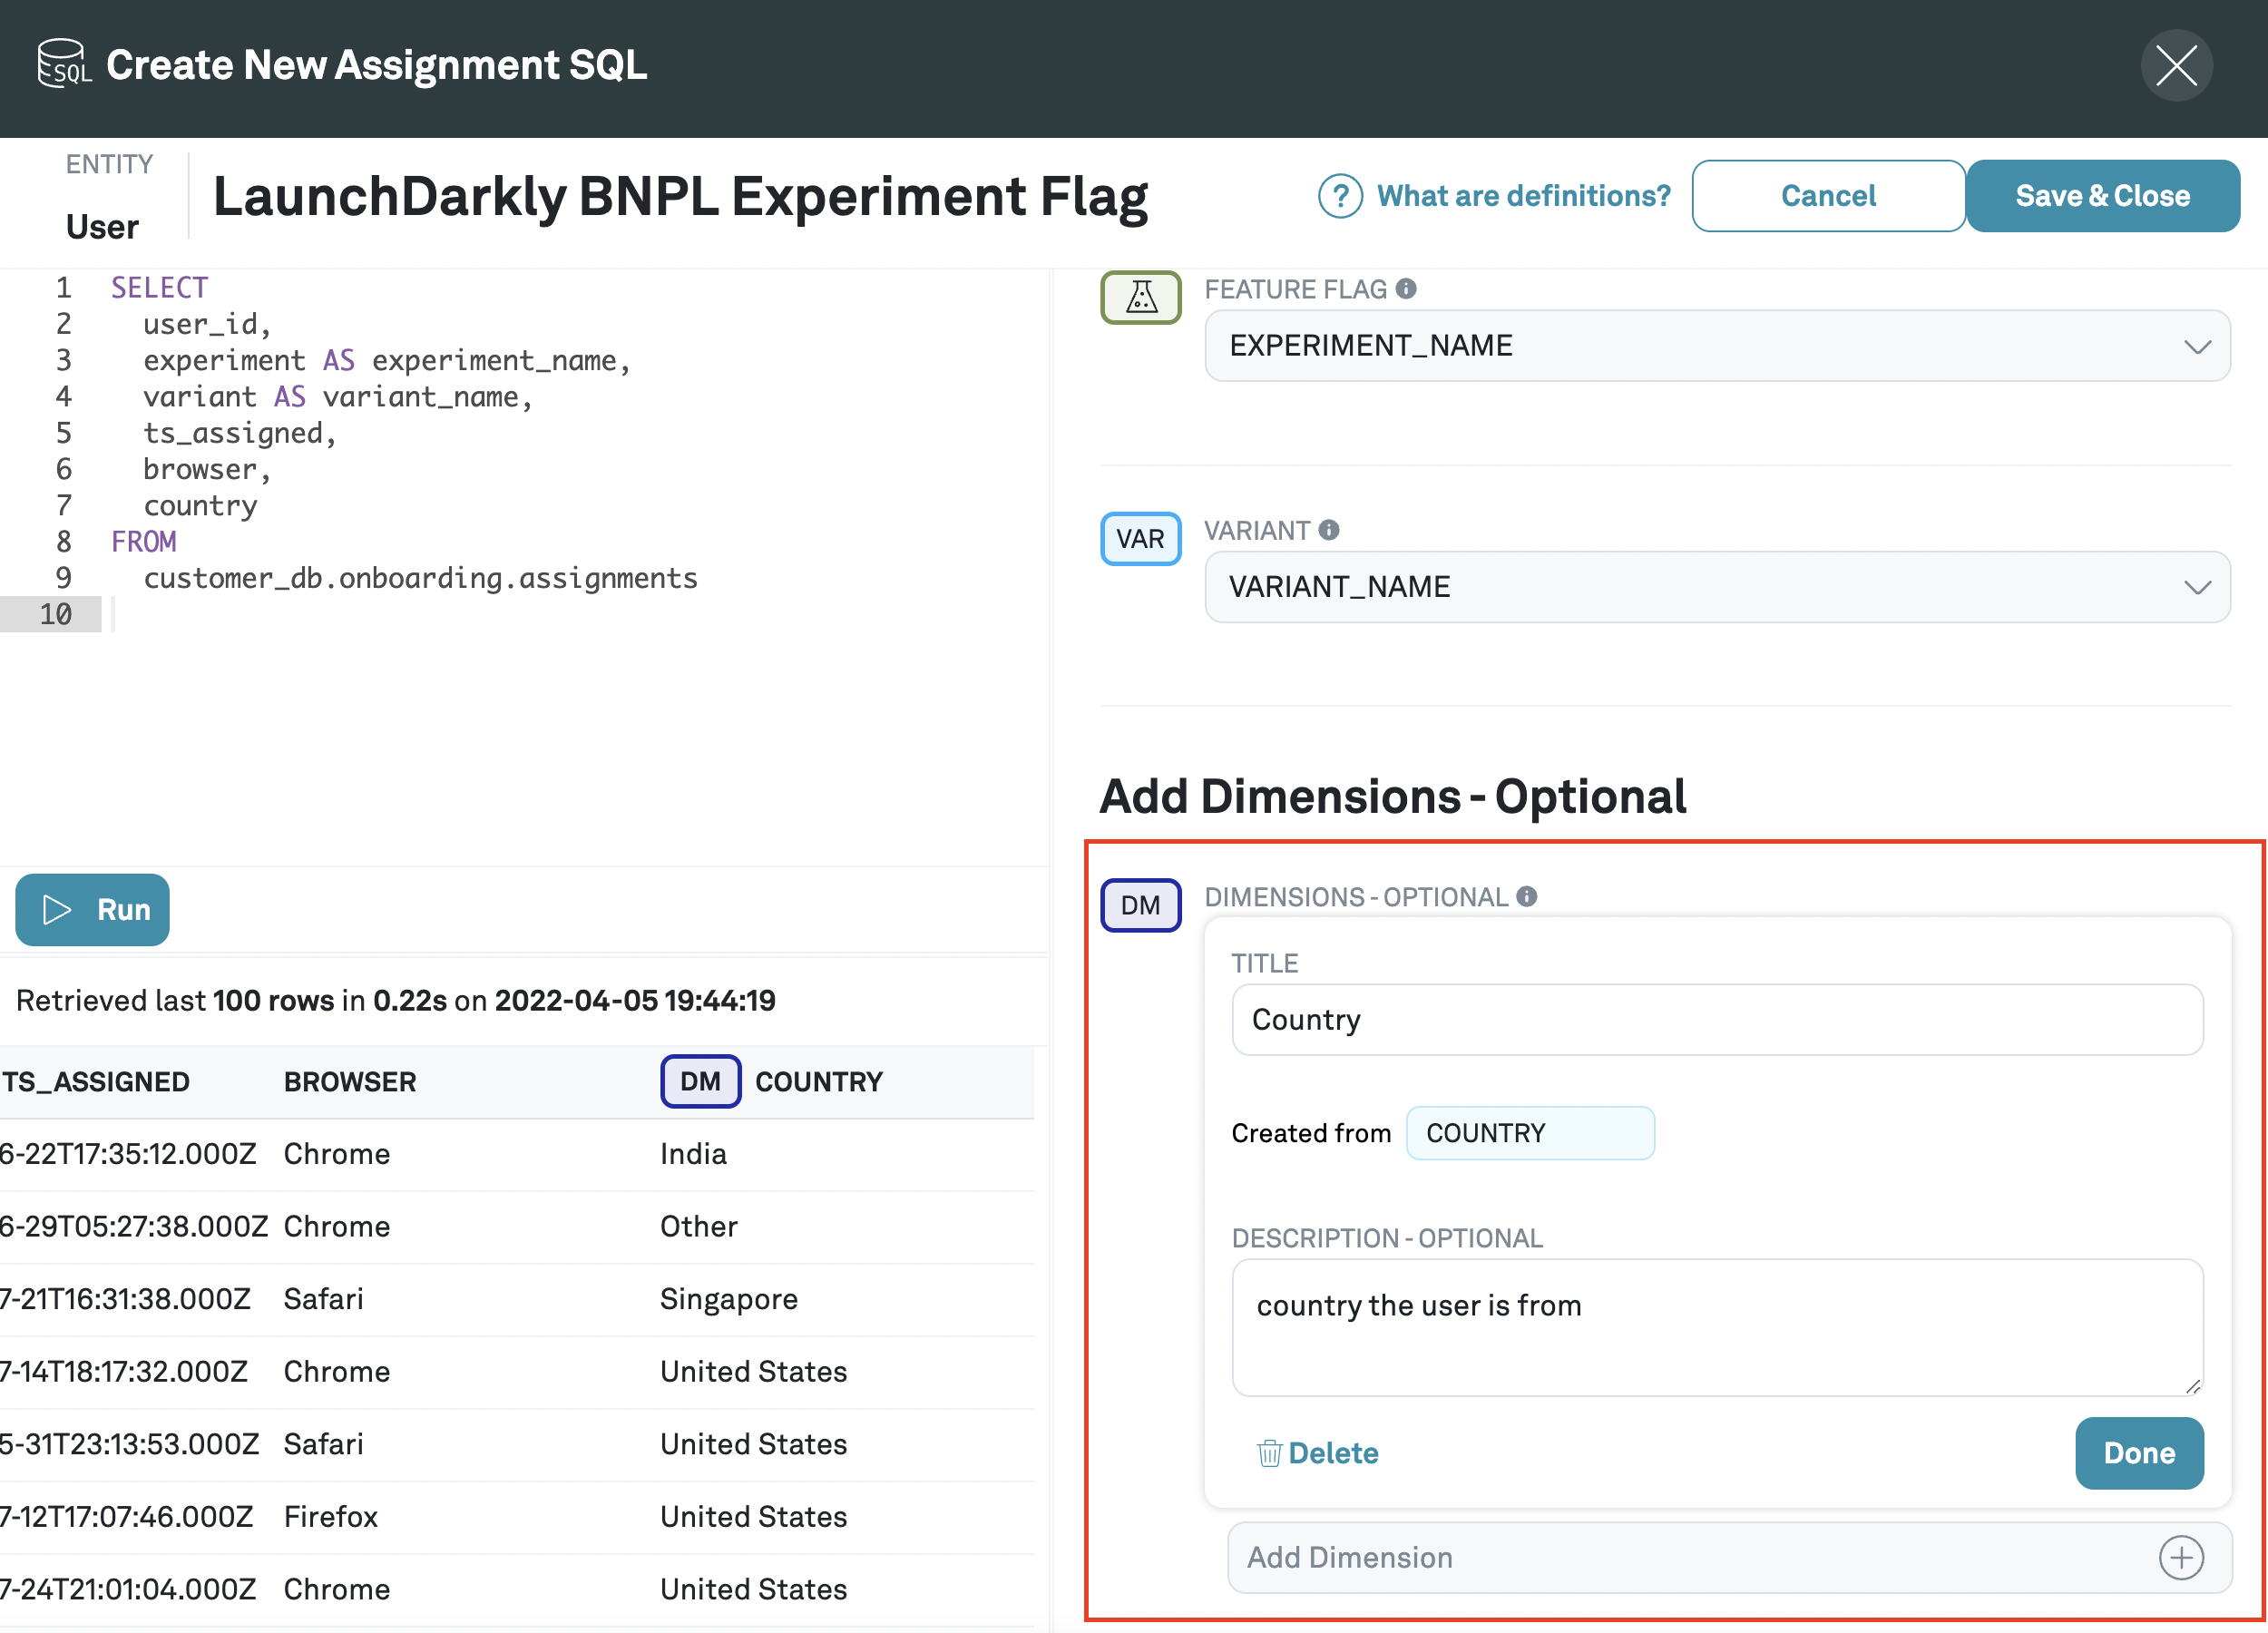 SQL Create New Assignment SQL
ENTITY
User
LaunchDarkly BNPL Experiment Flag
? What are definitions?
Cancel
Save & Close
1 SELECT
2 user_id,
3 experiment AS experiment_name,
4 variant AS variant_name,
5 ts_assigned,
6 browser,
7 country
8 FROM
9 customer_db.onboarding.assignments
10
Run
Retrieved last 100 rows in 0.22s on 2022-04-05 19:44:19
TS_ASSIGNED BROWSER DM COUNTRY
6-22T17:35:12.000Z Chrome India
6-29T05:27:38.000Z Chrome Other
7-21T16:31:38.000Z Safari Singapore
7-14T18:17:32.000Z Chrome United States
5-31T23:13:53.000Z Safari United States
7-12T17:07:46.000Z Firefox United States
7-24T21:01:04.000Z Chrome United States
FEATURE FLAG
EXPERIMENT_NAME
VAR VARIANT
VARIANT_NAME
Add Dimensions - Optional
DM DIMENSIONS - OPTIONAL
TITLE
Country
Created from COUNTRY
DESCRIPTION - OPTIONAL
country the user is from
Delete
Done
Add Dimension